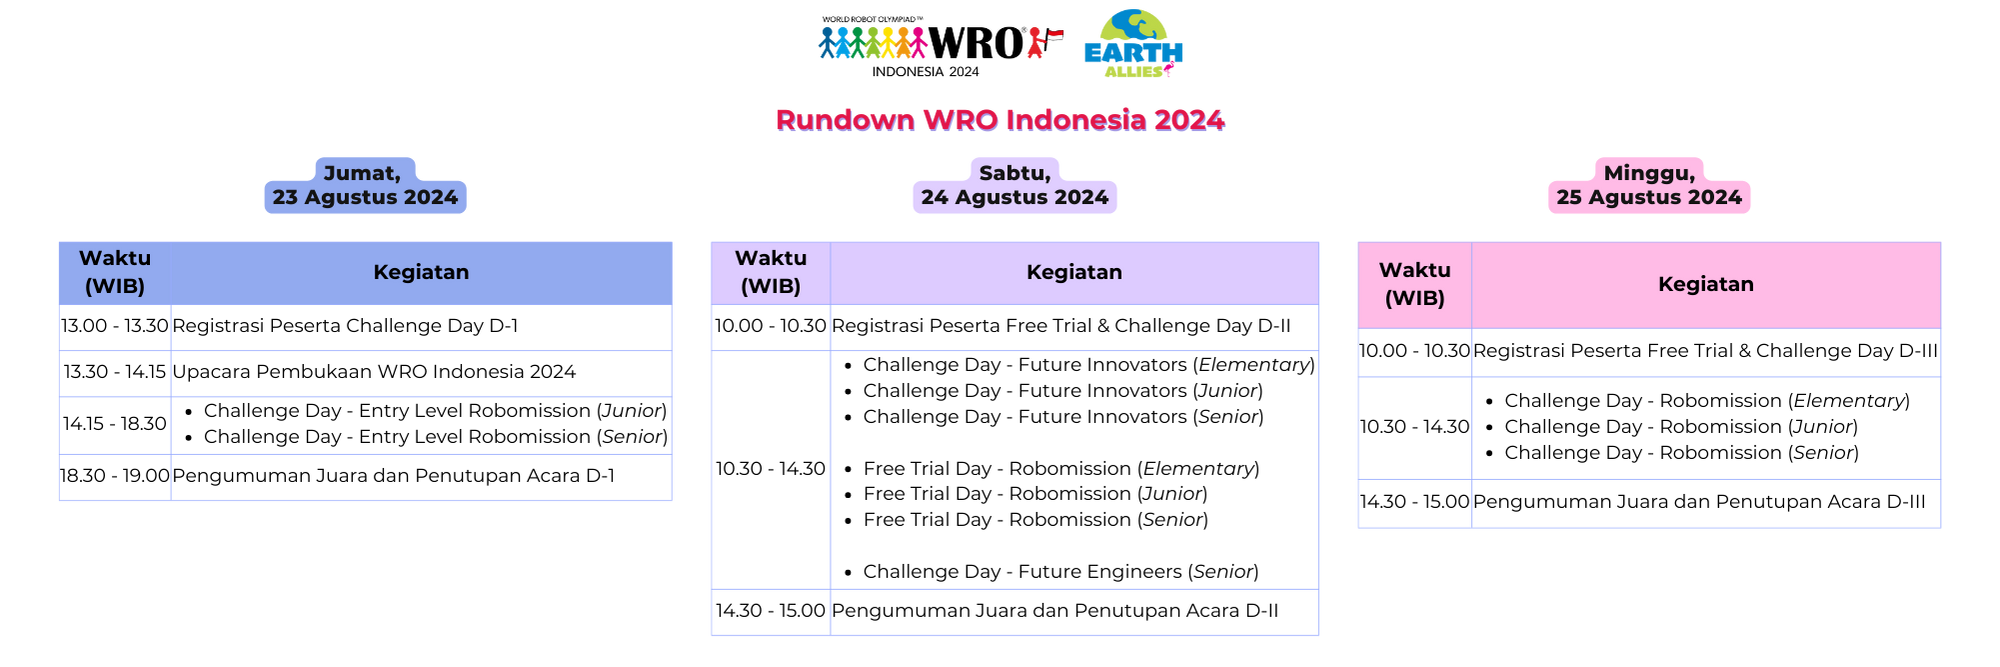 WORLD ROBOT OLYMPIAD™
WRO®
INDONESIA 2024
EARTH
ALLIES
Rundown WRO Indonesia 2024
Jumat,
23 Agustus 2024
Waktu
(WIB)
Kegiatan
13.00 - 13.30 Registrasi Peserta Challenge Day D-1
13.30 - 14.15 Upacara Pembukaan WRO Indonesia 2024
14.15 - 18.30
• Challenge Day - Entry Level Robomission (Junior)
• Challenge Day - Entry Level Robomission (Senior)
18.30 - 19.00 Pengumuman Juara dan Penutupan Acara D-1
Sabtu,
24 Agustus 2024
Waktu
(WIB)
Kegiatan
10.00 - 10.30 Registrasi Peserta Free Trial & Challenge Day D-II
10.30 - 14.30
• Challenge Day - Future Innovators (Elementary)
• Challenge Day - Future Innovators (Junior)
• Challenge Day - Future Innovators (Senior)
• Free Trial Day - Robomission (Elementary)
• Free Trial Day - Robomission (Junior)
• Free Trial Day - Robomission (Senior)
• Challenge Day - Future Engineers (Senior)
14.30 - 15.00 Pengumuman Juara dan Penutupan Acara D-II
Minggu,
25 Agustus 2024
Waktu
(WIB)
Kegiatan
10.00 - 10.30 Registrasi Peserta Free Trial & Challenge Day D-III
10.30 - 14.30
• Challenge Day - Robomission (Elementary)
• Challenge Day - Robomission (Junior)
• Challenge Day - Robomission (Senior)
14.30 - 15.00 Pengumuman Juara dan Penutupan Acara D-III